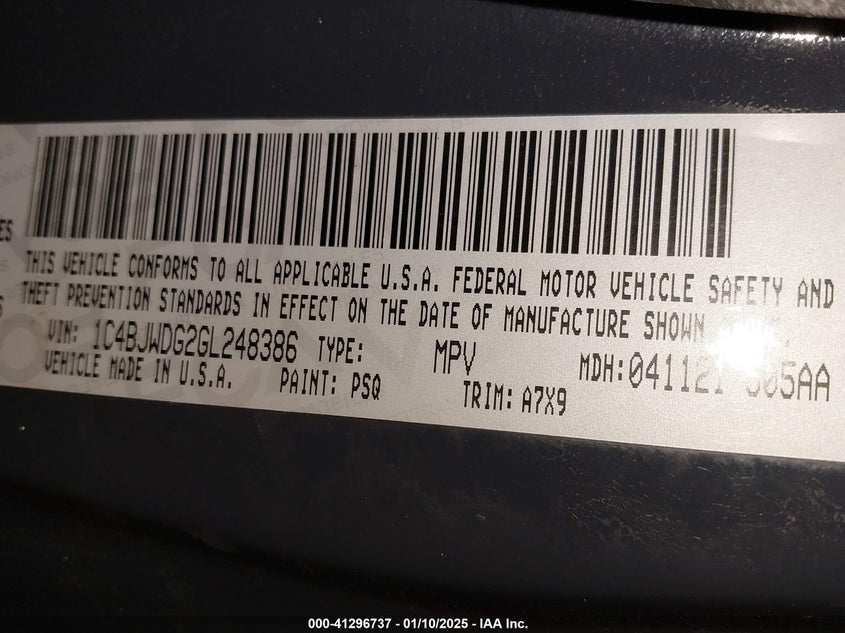 ES
THIS VEHICLE CONFORMS TO ALL APPLICABLE U.S.A. FEDERAL MOTOR VEHICLE SAFETY AND
THEFT PREVENTION STANDARDS IN EFFECT ON THE DATE OF MANUFACTURE SHOWN
VIN: 1C4BJWDG2GL248386 TYPE: MPV MDH:
VEHICLE MADE IN U.S.A. PAINT: PSQ TRIM: A7X9
000-41296737 - 01/10/2025 - IAA Inc.